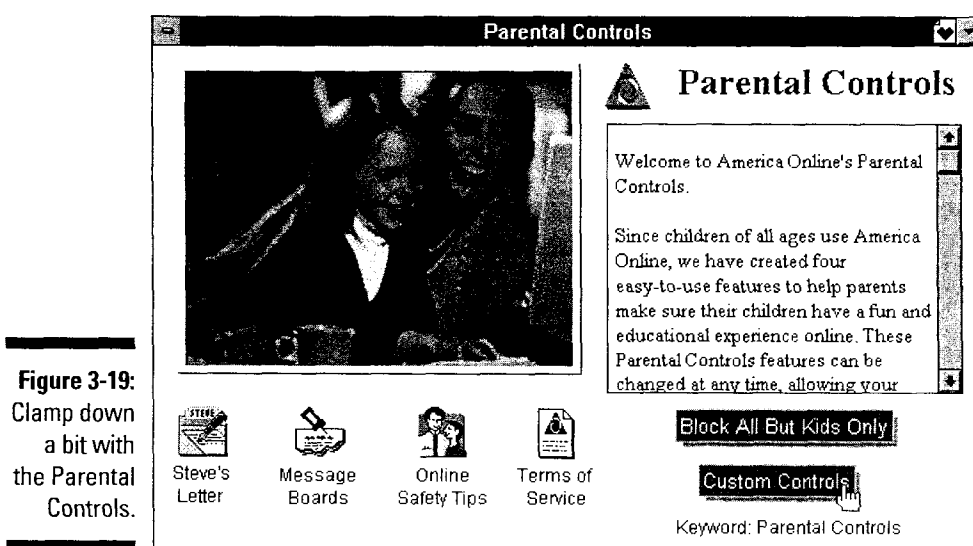 Parental Controls
Parental Controls
Welcome to America Online's Parental
Controls.
Since children of all ages use America
Online, we have created four
easy-to-use features to help parents
make sure their children have a fun and
educational experience online. These
Parental Controls features can be
changed at any time, allowing your
Block All But Kids Only
Custom Controls
Keyword: Parental Controls
STEVE
Steve's
Letter
Message
Boards
Online
Safety Tips
Terms of
Service
Figure 3-19:
Clamp down
a bit with
the Parental
Controls.